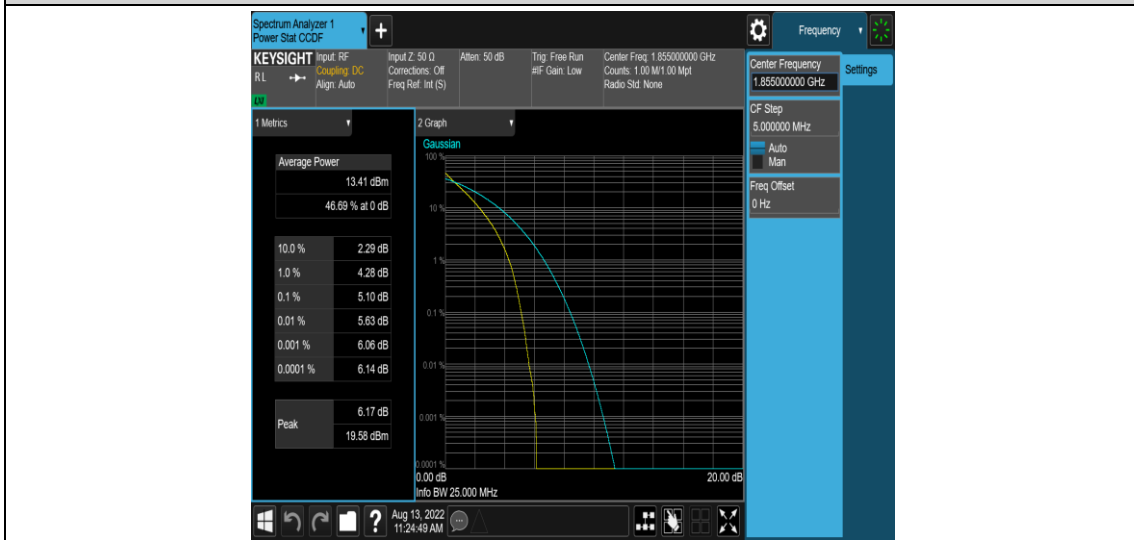 Spectrum Analyzer 1
Power Stat CCDF
+
Frequency
KEYSIGHT
RL
LXI
Input: RF
Coupling: DC
Align: Auto
Input Z: 50 Ω
Corrections: Off
Freq Ref: Int (S)
Atten: 50 dB
Trig: Free Run
#IF Gain: Low
Center Freq: 1.855000000 GHz
Counts: 1.00 M/1.00 Mpt
Radio Std: None
Center Frequency
1.855000000 GHz
Settings
CF Step
5.000000 MHz
Auto
Man
Freq Offset
0 Hz
1 Metrics
Average Power
13.41 dBm
46.69 % at 0 dB
10.0 % 2.29 dB
1.0 % 4.28 dB
0.1 % 5.10 dB
0.01 % 5.63 dB
0.001 % 6.06 dB
0.0001 % 6.14 dB
Peak
6.17 dB
19.58 dBm
2 Graph
Gaussian
100 %
10 %
1 %
0.1 %
0.01 %
0.001 %
0.0001 %
0.00 dB 20.00 dB
Info BW 25.000 MHz
?
Aug 13, 2022
11:24:49 AM